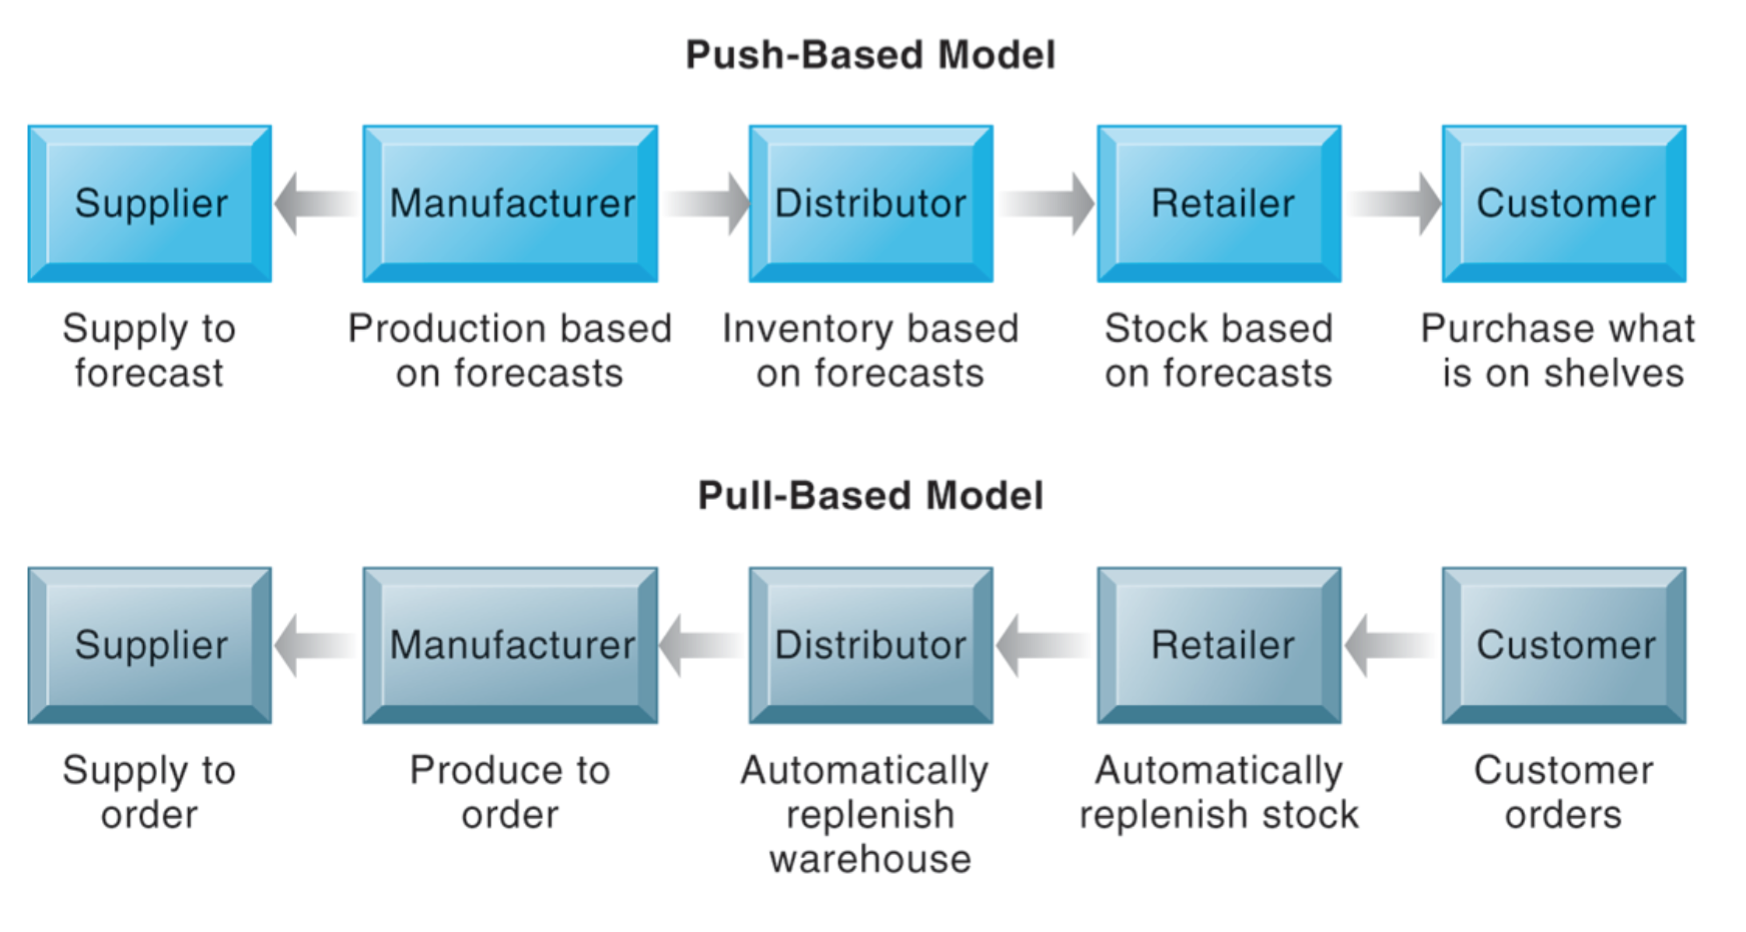 Push-Based Model
Supplier
Manufacturer
Distributor
Retailer
Customer
Supply to
forecast
Production based
on forecasts
Inventory based
on forecasts
Stock based
on forecasts
Purchase what
is on shelves
Pull-Based Model
Supplier
Manufacturer
Distributor
Retailer
Customer
Supply to
order
Produce to
order
Automatically
replenish
warehouse
Automatically
replenish stock
Customer
orders